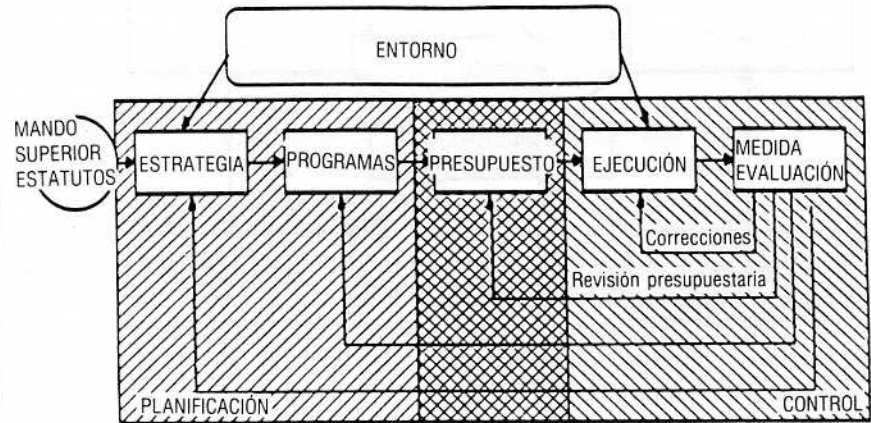 ENTORNO
MANDO
SUPERIOR
ESTATUTOS
ESTRATEGIA
PROGRAMAS
PRESUPUESTO
EJECUCIÓN
MEDIDA
EVALUACIÓN
Correcciones
Revisión presupuestaria
PLANIFICACIÓN
CONTROL